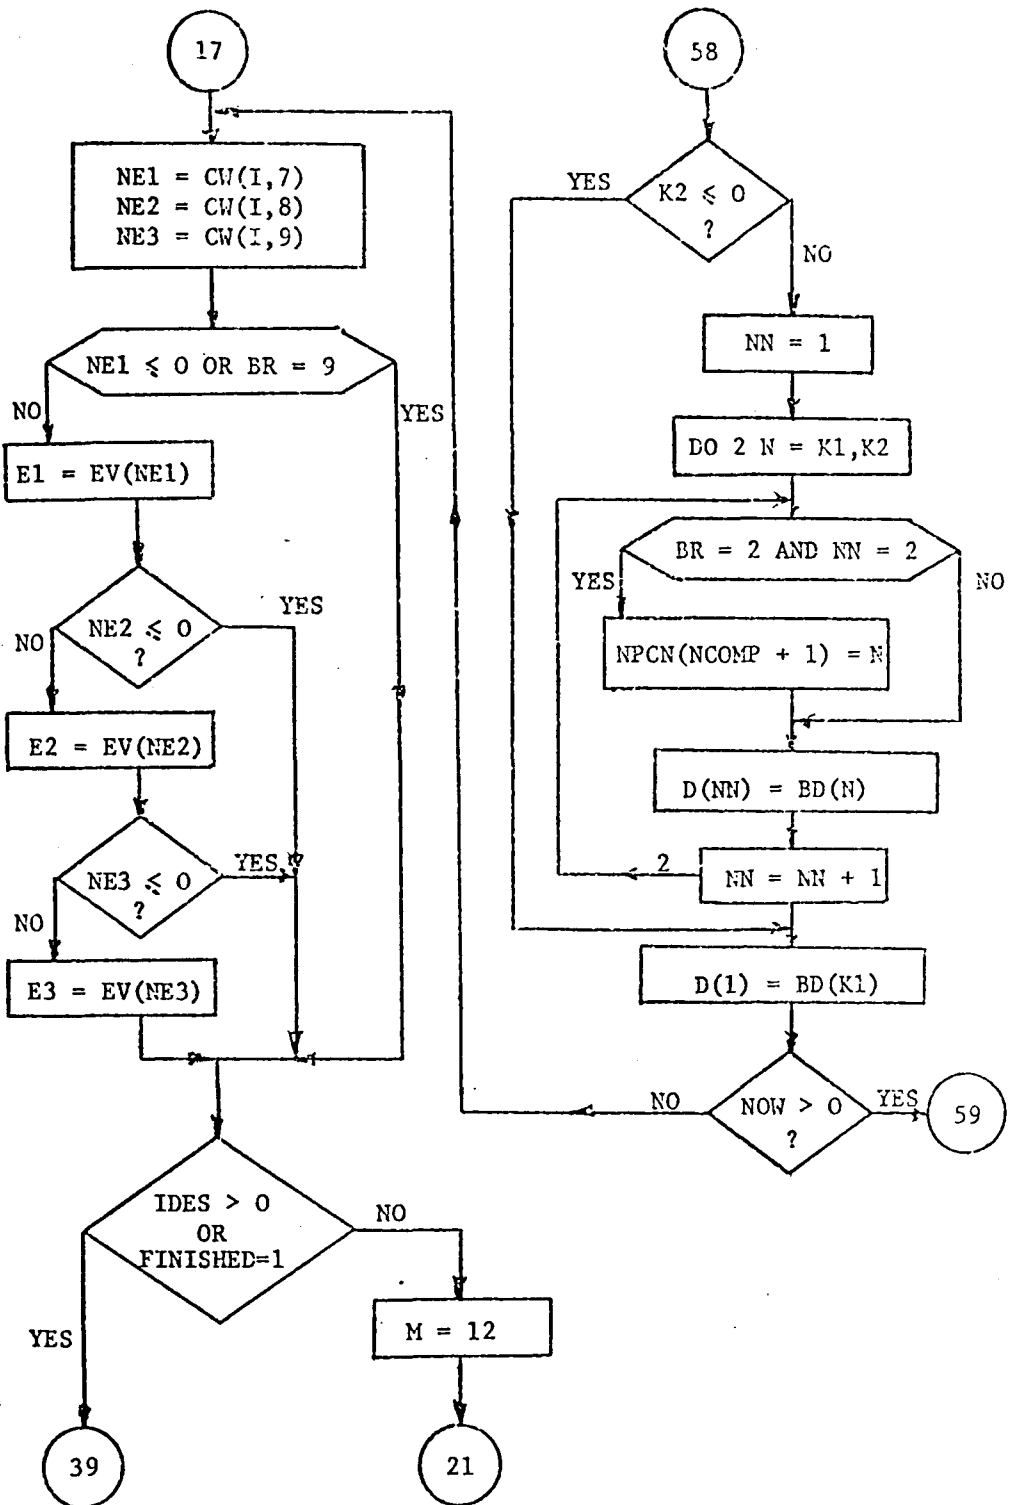 17
NE1 = CW(I,7)
NE2 = CW(I,8)
NE3 = CW(I,9)
NE1 ≤ 0 OR BR = 9
NO
YES
E1 = EV(NE1)
NE2 ≤ 0
?
YES
NO
E2 = EV(NE2)
NE3 ≤ 0
?
YES
NO
E3 = EV(NE3)
IDES > 0
OR
FINISHED=1
NO
YES
M = 12
39
21
58
K2 ≤ 0
?
YES
NO
NN = 1
DO 2 N = K1,K2
BR = 2 AND NN = 2
YES
NO
NPCN(NCOMP + 1) = N
D(NN) = BD(N)
2
NN = NN + 1
D(1) = BD(K1)
NOW > 0
?
NO
YES
59